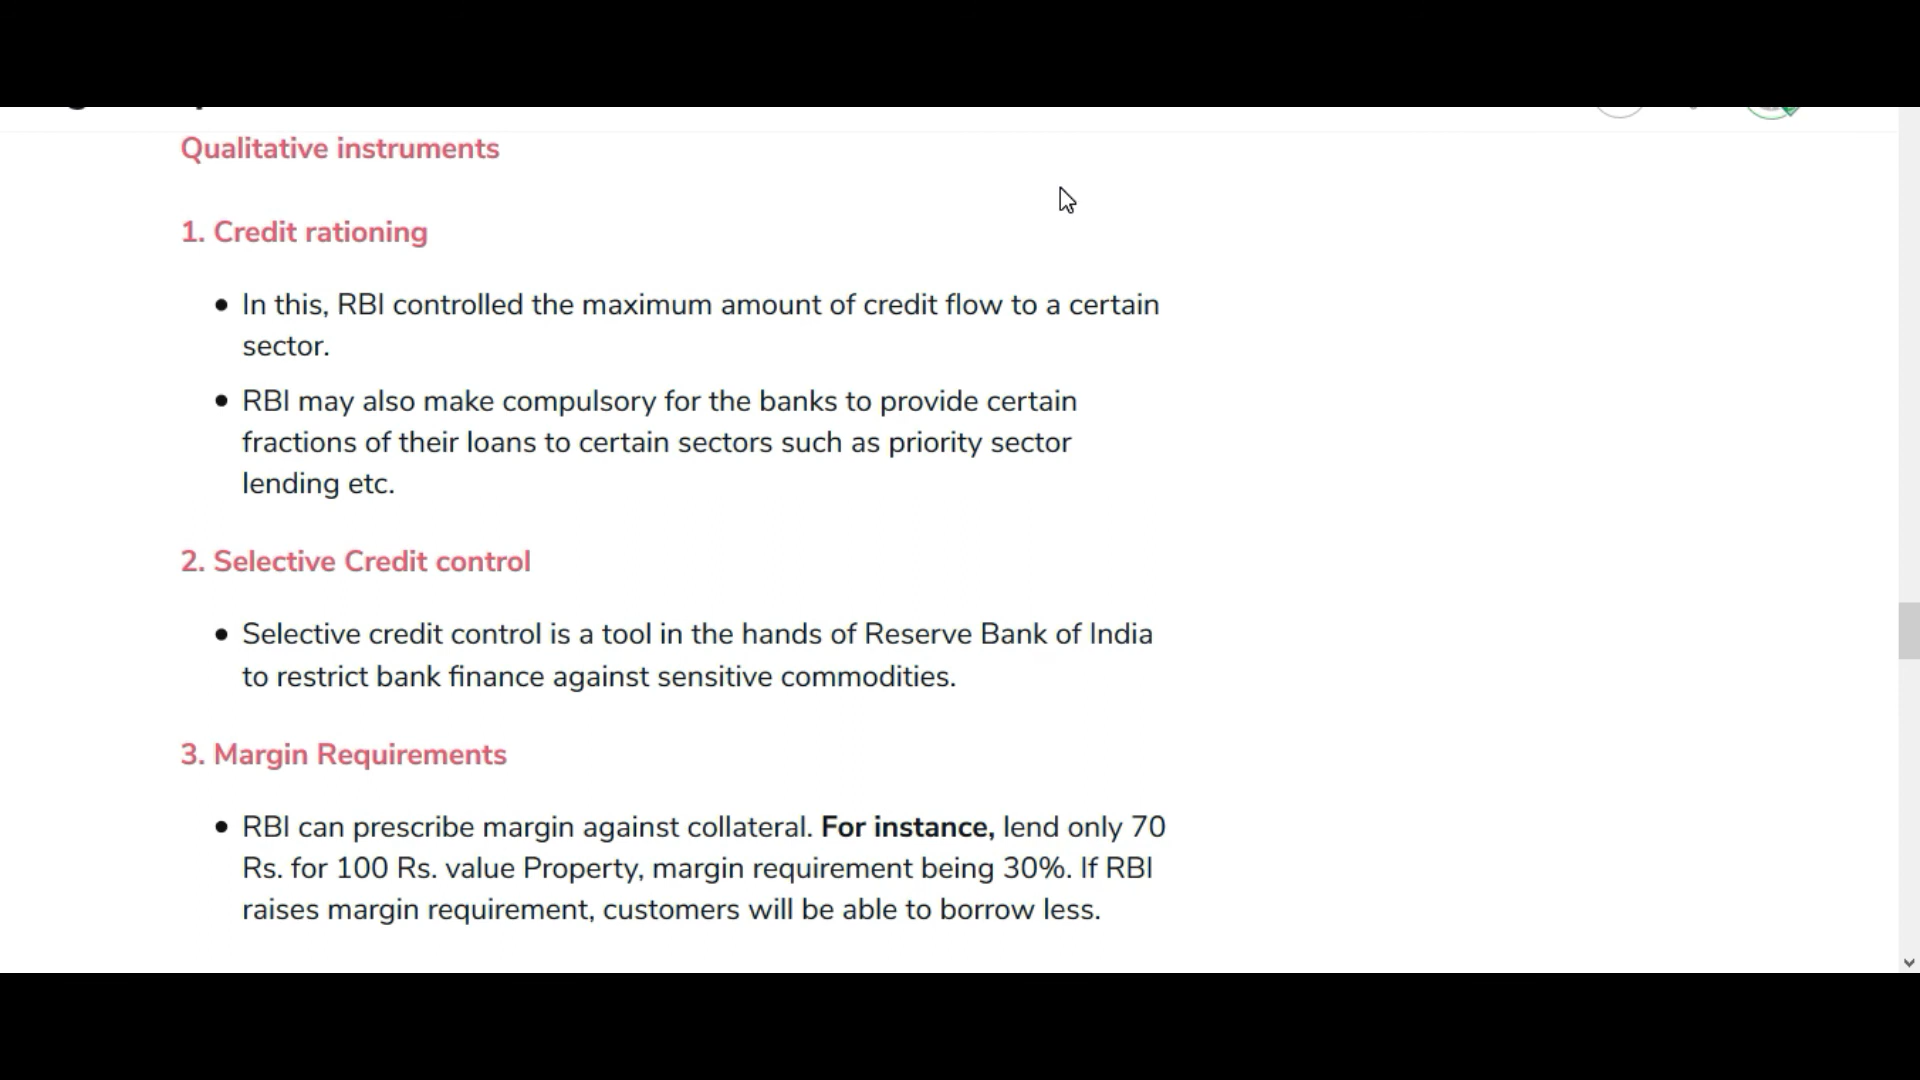 Qualitative instruments
1. Credit rationing
● In this, RBI controlled the maximum amount of credit flow to a certain
sector.
● RBI may also make compulsory for the banks to provide certain
fractions of their loans to certain sectors such as priority sector
lending etc.
2. Selective Credit control
● Selective credit control is a tool in the hands of Reserve Bank of India
to restrict bank finance against sensitive commodities.
3. Margin Requirements
● RBI can prescribe margin against collateral. For instance, lend only 70
Rs. for 100 Rs. value Property, margin requirement being 30%. If RBI
raises margin requirement, customers will be able to borrow less.